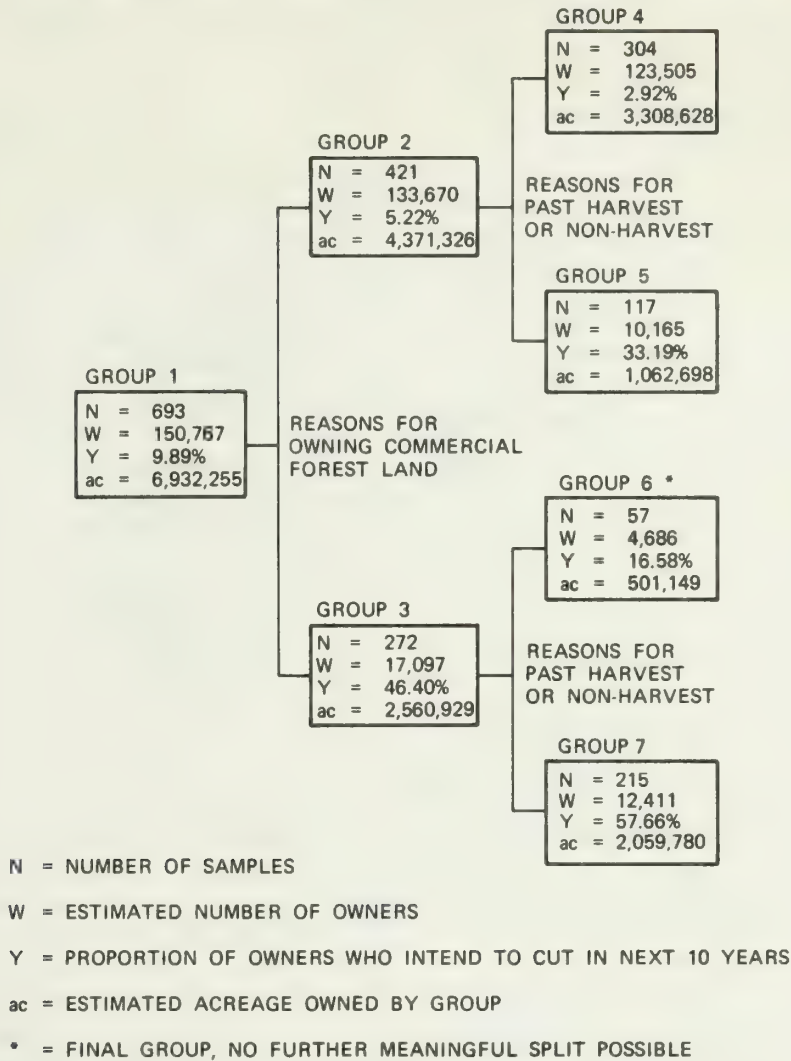 GROUP 4
N = 304
W = 123,505
Y = 2.92%
ac = 3,308,628
GROUP 2
N = 421
W = 133,670
Y = 5.22%
ac = 4,371,326
REASONS FOR
PAST HARVEST
OR NON-HARVEST
GROUP 5
N = 117
W = 10,165
Y = 33.19%
ac = 1,062,698
GROUP 1
N = 693
W = 150,767
Y = 9.89%
ac = 6,932,255
REASONS FOR
OWNING COMMERCIAL
FOREST LAND
GROUP 6 *
N = 57
W = 4,686
Y = 16.58%
ac = 501,149
GROUP 3
N = 272
W = 17,097
Y = 46.40%
ac = 2,560,929
REASONS FOR
PAST HARVEST
OR NON-HARVEST
GROUP 7
N = 215
W = 12,411
Y = 57.66%
ac = 2,059,780
N = NUMBER OF SAMPLES
W = ESTIMATED NUMBER OF OWNERS
Y = PROPORTION OF OWNERS WHO INTEND TO CUT IN NEXT 10 YEARS
ac = ESTIMATED ACREAGE OWNED BY GROUP
* = FINAL GROUP, NO FURTHER MEANINGFUL SPLIT POSSIBLE